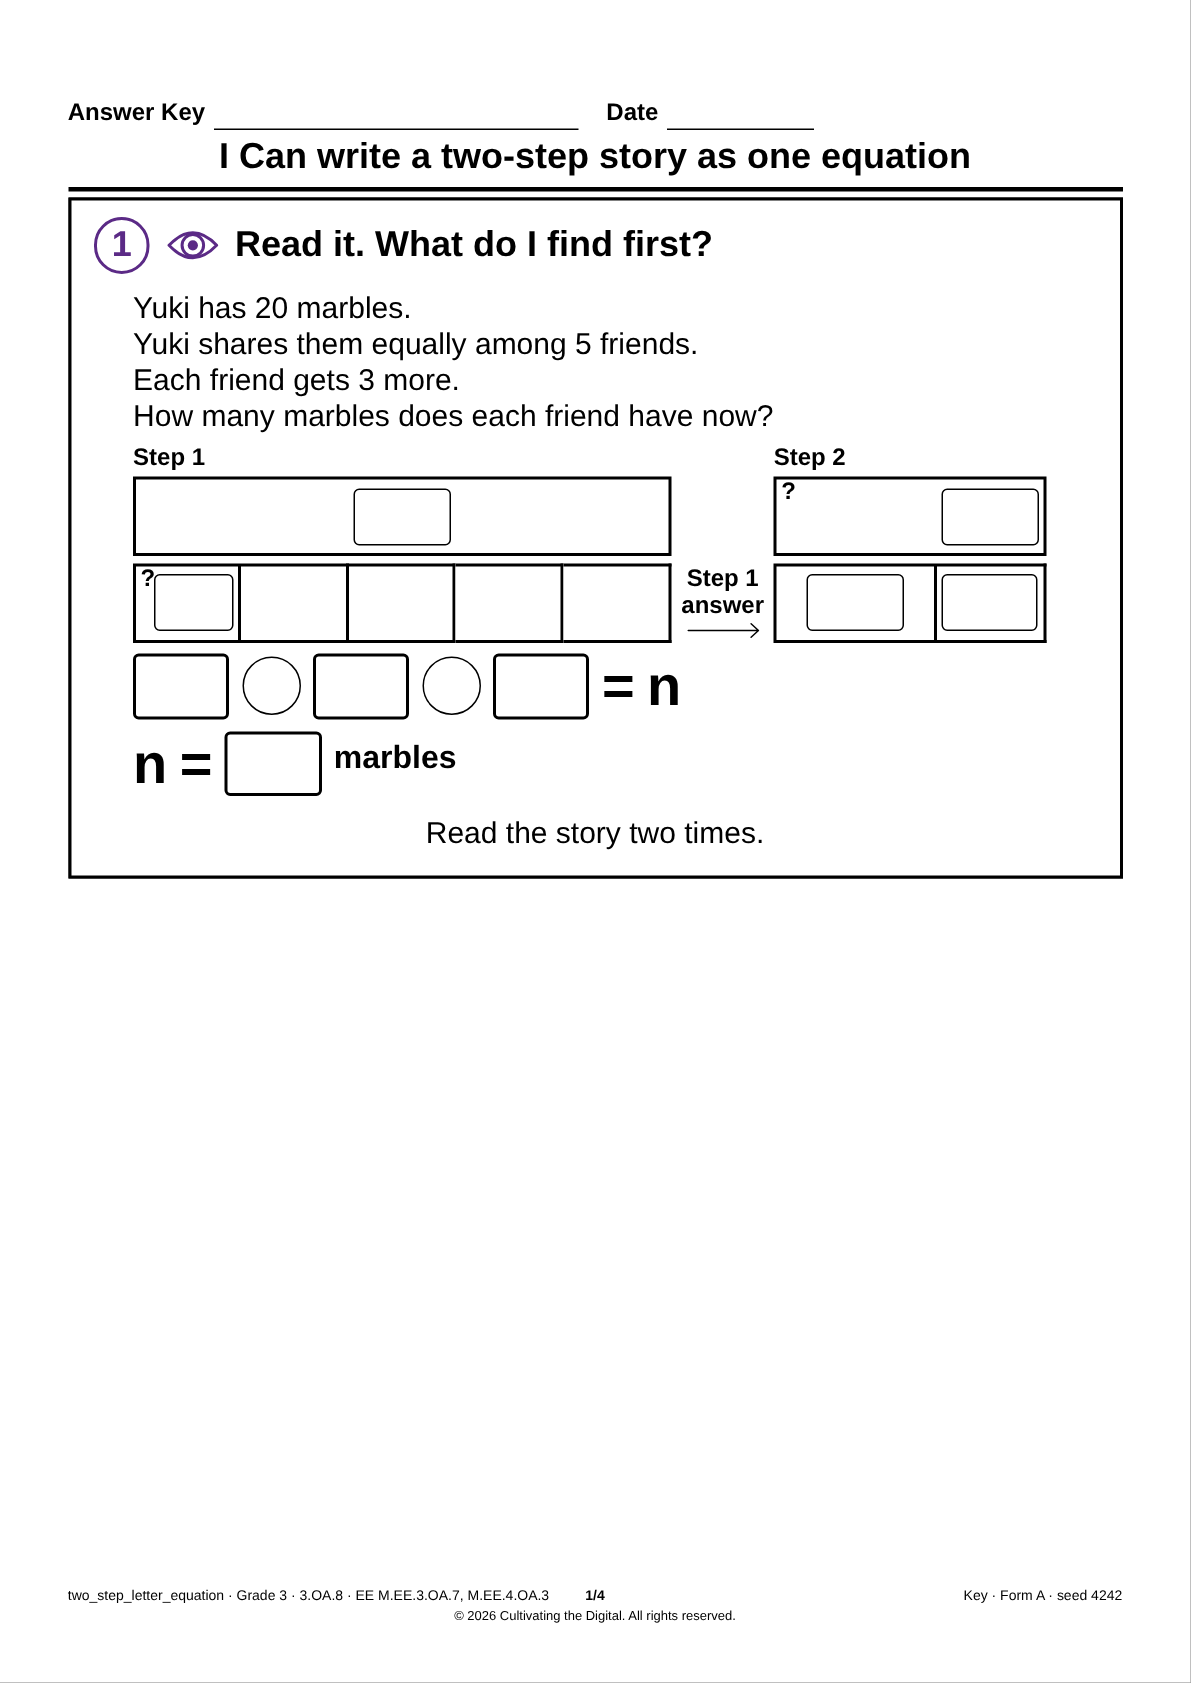 Answer Key Date
I Can write a two-step story as one equation
1 Read it. What do I find first?
Yuki has 20 marbles.
Yuki shares them equally among 5 friends.
Each friend gets 3 more.
How many marbles does each friend have now?
Step 1 Step 2
?
?
Step 1
answer
= n
n = marbles
Read the story two times.
two_step_letter_equation · Grade 3 · 3.OA.8 · EE M.EE.3.OA.7, M.EE.4.OA.3 1/4 Key · Form A · seed 4242
© 2026 Cultivating the Digital. All rights reserved.